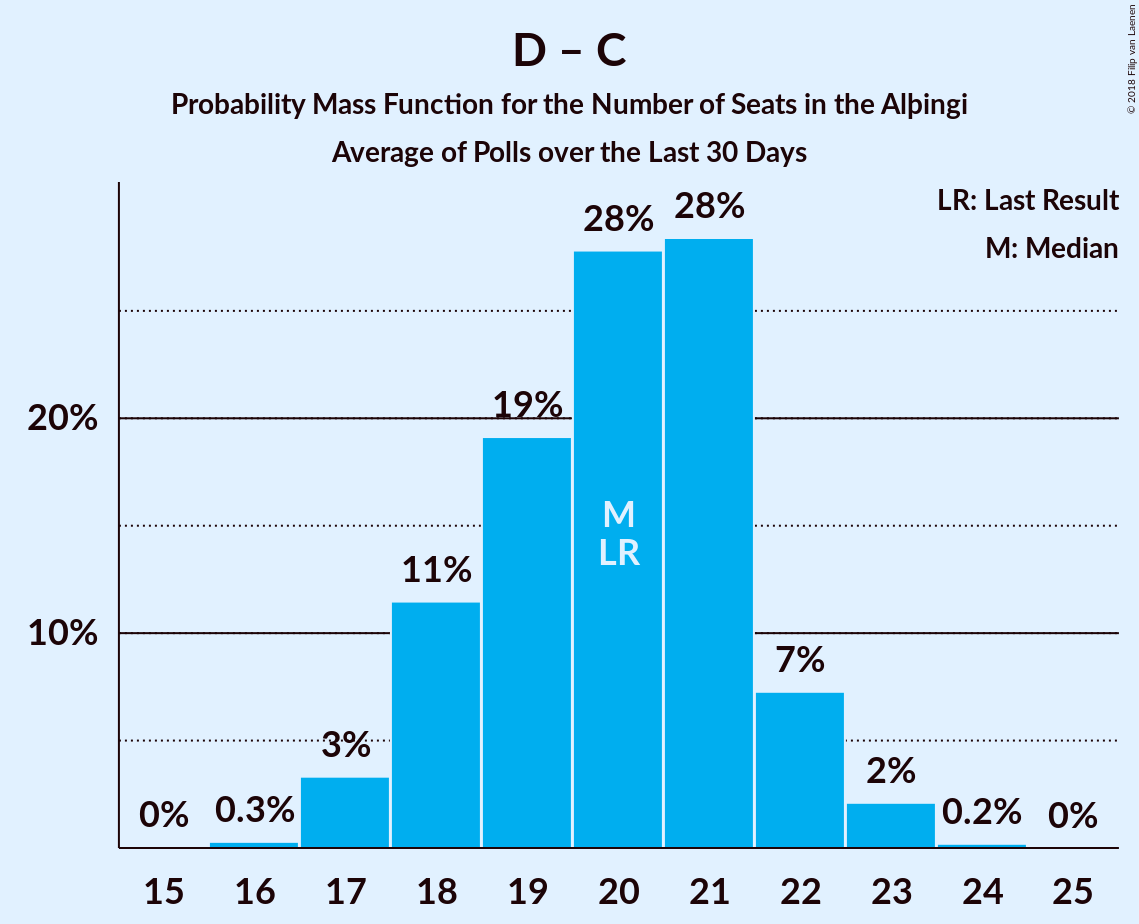 D – C
Probability Mass Function for the Number of Seats in the Alþingi
Average of Polls over the Last 30 Days
© 2018 Filip van Laenen
LR: Last Result
M: Median
28%
28%
19%
20%
M
LR
11%
10%
7%
3%
2%
0%
0.3%
0.2%
0%
15 16 17 18 19 20 21 22 23 24 25